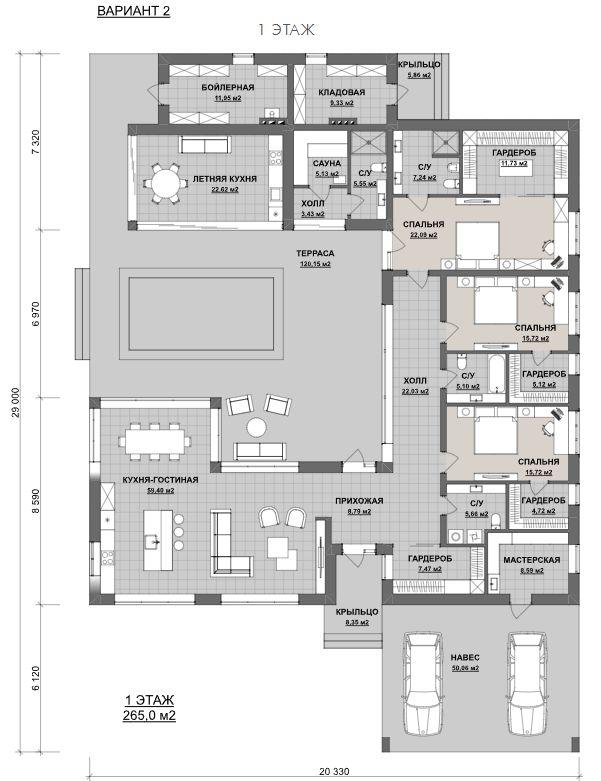 ВАРИАНТ 2
1 ЭТАЖ
КРЫЛЬЦО
5,86 м2
БОЙЛЕРНАЯ
11,95 м2
КЛАДОВАЯ
9,33 м2
7 320
ЛЕТНЯЯ КУХНЯ
22,62 м2
САУНА
5,13 м2
С/У
5,55 м2
С/У
7,24 м2
ГАРДЕРОБ
11,73 м2
ХОЛЛ
3,43 м2
СПАЛЬНЯ
22,08 м2
ТЕРРАСА
120,15 м2
6 970
СПАЛЬНЯ
15,72 м2
ХОЛЛ
22,03 м2
С/У
5,10 м2
ГАРДЕРОБ
5,12 м2
29 000
СПАЛЬНЯ
15,72 м2
КУХНЯ-ГОСТИНАЯ
59,40 м2
8 590
ПРИХОЖАЯ
8,79 м2
С/У
5,66 м2
ГАРДЕРОБ
4,72 м2
ГАРДЕРОБ
7,47 м2
МАСТЕРСКАЯ
8,59 м2
КРЫЛЬЦО
8,35 м2
НАВЕС
50,06 м2
6 120
1 ЭТАЖ
265,0 м2
20 330